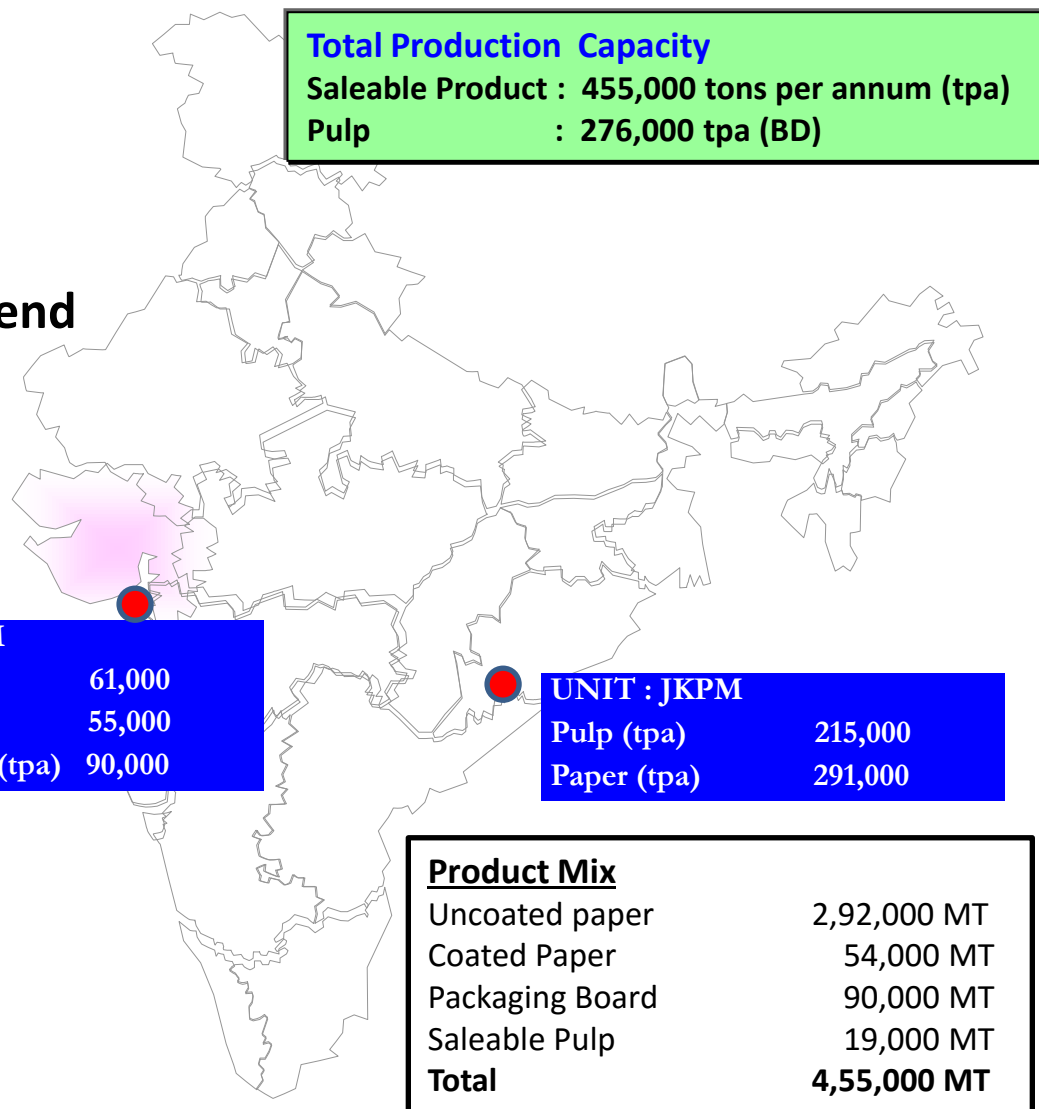 Total Production Capacity
Saleable Product : 455,000 tons per annum (tpa)
Pulp : 276,000 tpa (BD)
end
M
61,000
55,000
(tpa) 90,000
UNIT : JKPM
Pulp (tpa) 215,000
Paper (tpa) 291,000
Product Mix
Uncoated paper 2,92,000 MT
Coated Paper 54,000 MT
Packaging Board 90,000 MT
Saleable Pulp 19,000 MT
Total 4,55,000 MT